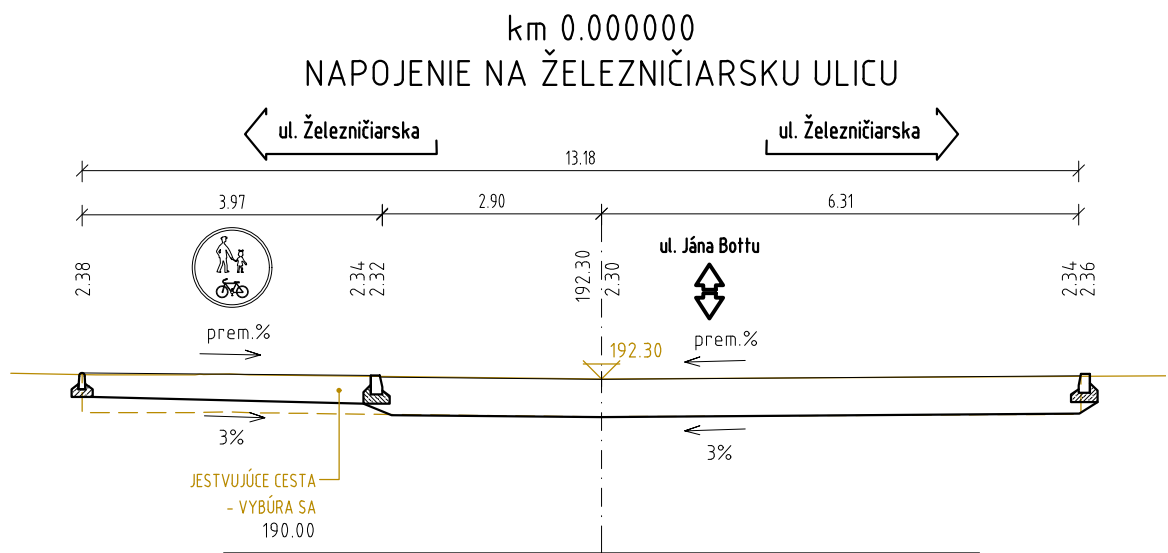 km 0.000000
NAPOJENIE NA ŽELEZNIČIARSKU ULICU
ul. Železničiarska
ul. Železničiarska
13.18
3.97
2.90
6.31
ul. Jána Bottu
2.38
2.34
2.32
192.30
2.30
2.34
2.36
prem.%
prem.%
192.30
3%
3%
JESTVUJÚCE CESTA
- VYBÚRA SA
190.00